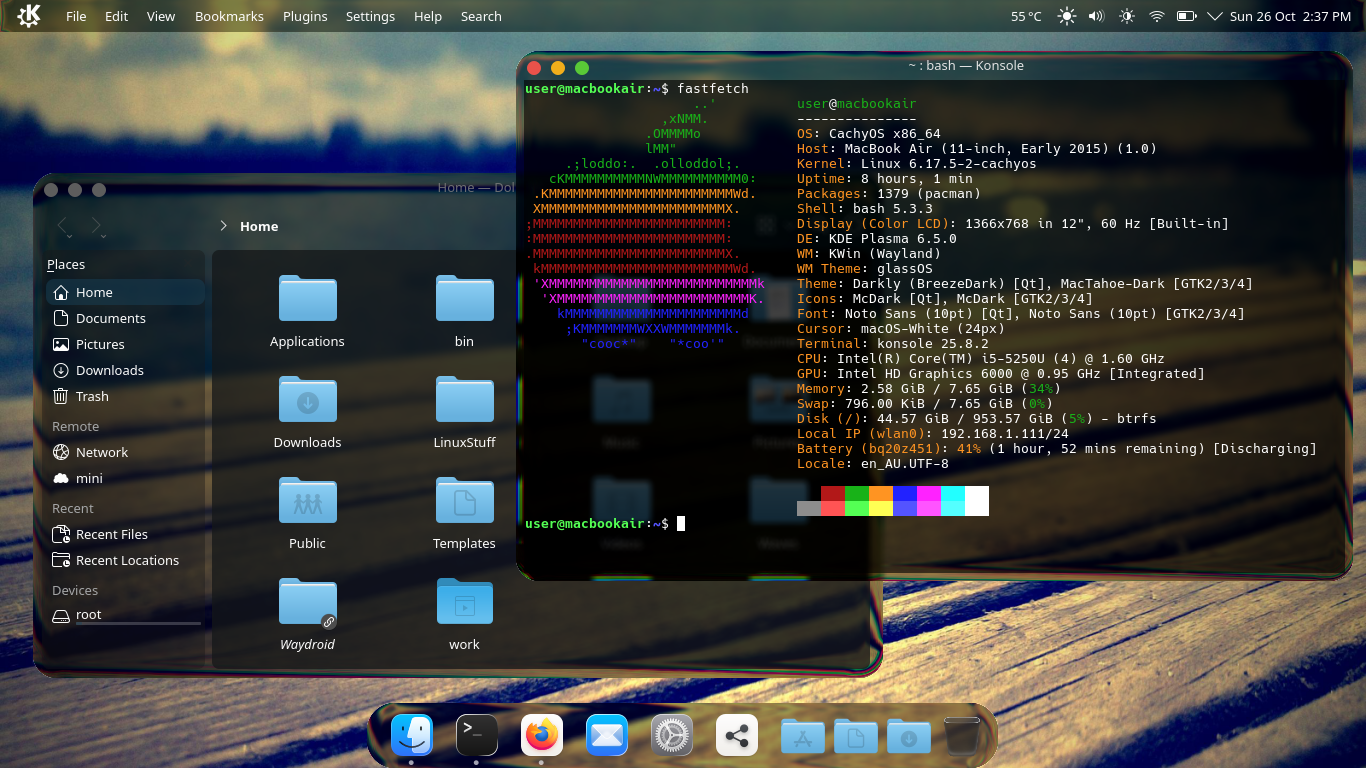 File Edit View Bookmarks Plugins Settings Help Search 55 °C Sun 26 Oct 2:37 PM
~ : bash — Konsole
user@macbookair:~$ fastfetch
..'
,xNMM.
.OMMMMo
lMM"
.;loddo:. .olloddol;.
cKMMMMMMMMMMNWMMMMMMMMMM0:
.KMMMMMMMMMMMMMMMMMMMMMMMWd.
XMMMMMMMMMMMMMMMMMMMMMMMX.
;MMMMMMMMMMMMMMMMMMMMMMMM:
:MMMMMMMMMMMMMMMMMMMMMMMM:
.MMMMMMMMMMMMMMMMMMMMMMMMX.
kMMMMMMMMMMMMMMMMMMMMMMMMWd.
'XMMMMMMMMMMMMMMMMMMMMMMMMMMk
'XMMMMMMMMMMMMMMMMMMMMMMMMK.
kMMMMMMMMMMMMMMMMMMMMMMd
;KMMMMMMMWXXWMMMMMMMk.
"cooc*" "*coo'"
user@macbookair
---------------
OS: CachyOS x86_64
Host: MacBook Air (11-inch, Early 2015) (1.0)
Kernel: Linux 6.17.5-2-cachyos
Uptime: 8 hours, 1 min
Packages: 1379 (pacman)
Shell: bash 5.3.3
Display (Color LCD): 1366x768 in 12", 60 Hz [Built-in]
DE: KDE Plasma 6.5.0
WM: KWin (Wayland)
WM Theme: glassOS
Theme: Darkly (BreezeDark) [Qt], MacTahoe-Dark [GTK2/3/4]
Icons: McDark [Qt], McDark [GTK2/3/4]
Font: Noto Sans (10pt) [Qt], Noto Sans (10pt) [GTK2/3/4]
Cursor: macOS-White (24px)
Terminal: konsole 25.8.2
CPU: Intel(R) Core(TM) i5-5250U (4) @ 1.60 GHz
GPU: Intel HD Graphics 6000 @ 0.95 GHz [Integrated]
Memory: 2.58 GiB / 7.65 GiB (34%)
Swap: 796.00 KiB / 7.65 GiB (0%)
Disk (/): 44.57 GiB / 953.57 GiB (5%) - btrfs
Local IP (wlan0): 192.168.1.111/24
Battery (bq20z451): 41% (1 hour, 52 mins remaining) [Discharging]
Locale: en_AU.UTF-8
user@macbookair:~$
Home — Dol
Home
Places
Home
Documents
Pictures
Downloads
Trash
Remote
Network
mini
Recent
Recent Files
Recent Locations
Devices
root
Applications bin
Downloads LinuxStuff
Public Templates
Waydroid work